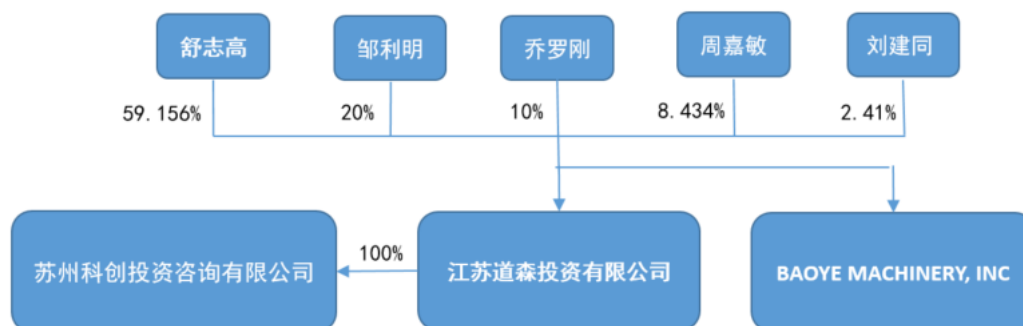 舒志高
邹利明
乔罗刚
周嘉敏
刘建同
59.156%
20%
10%
8.434%
2.41%
苏州科创投资咨询有限公司
100%
江苏道森投资有限公司
BAOYE MACHINERY, INC